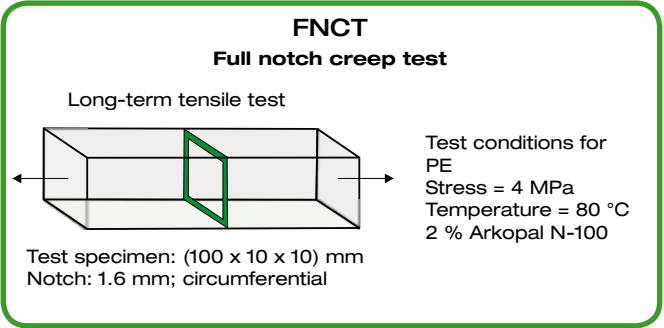 FNCT
Full notch creep test
Long-term tensile test
Test conditions for
PE
Stress = 4 MPa
Temperature = 80 °C
2 % Arkopal N-100
Test specimen: (100 x 10 x 10) mm
Notch: 1.6 mm; circumferential